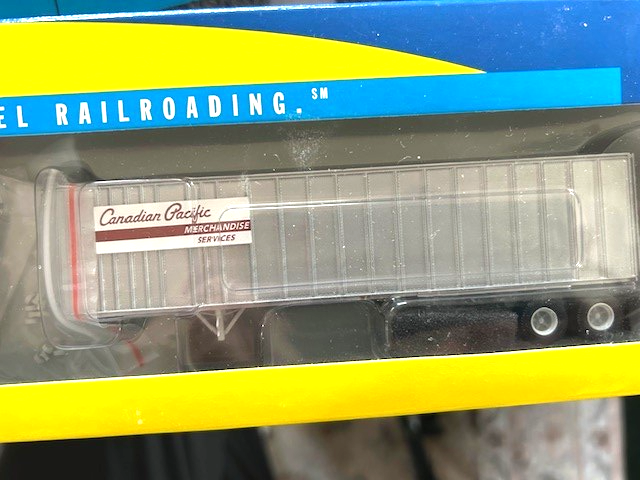 EL RAILROADING.SM
Canadian Pacific
MERCHANDISE
SERVICES